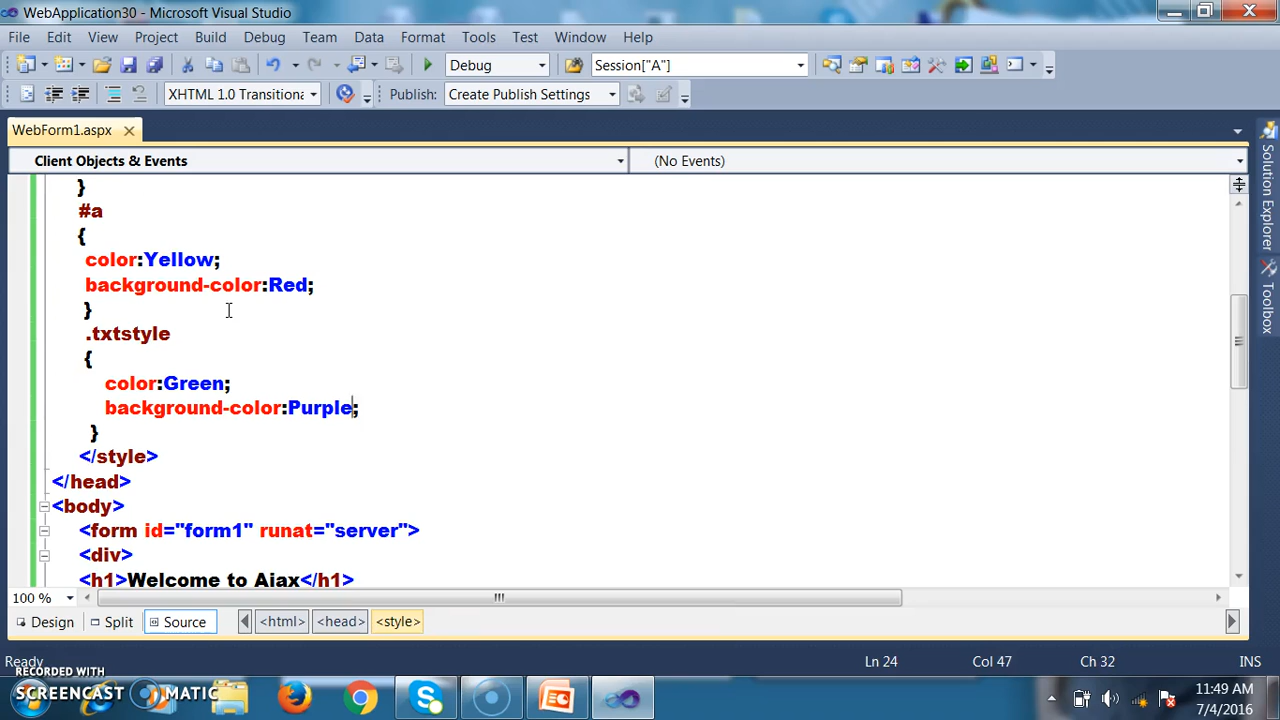 WebApplication30 - Microsoft Visual Studio
File Edit View Project Build Debug Team Data Format Tools Test Window Help
Debug Session["A"]
XHTML 1.0 Transitiona Publish: Create Publish Settings
WebForm1.aspx
Client Objects & Events (No Events)
}
#a
{
color:Yellow;
background-color:Red;
}
.txtstyle
{
color:Green;
background-color:Purple;
}
</style>
</head>
<body>
<form id="form1" runat="server">
<div>
<h1>Welcome to Ajax</h1>
100 %
Design Split Source <html> <head> <style>
Solution Explorer
Toolbox
Ready Ln 24 Col 47 Ch 32 INS
RECORDED WITH
SCREENCAST MATIC
11:49 AM
7/4/2016